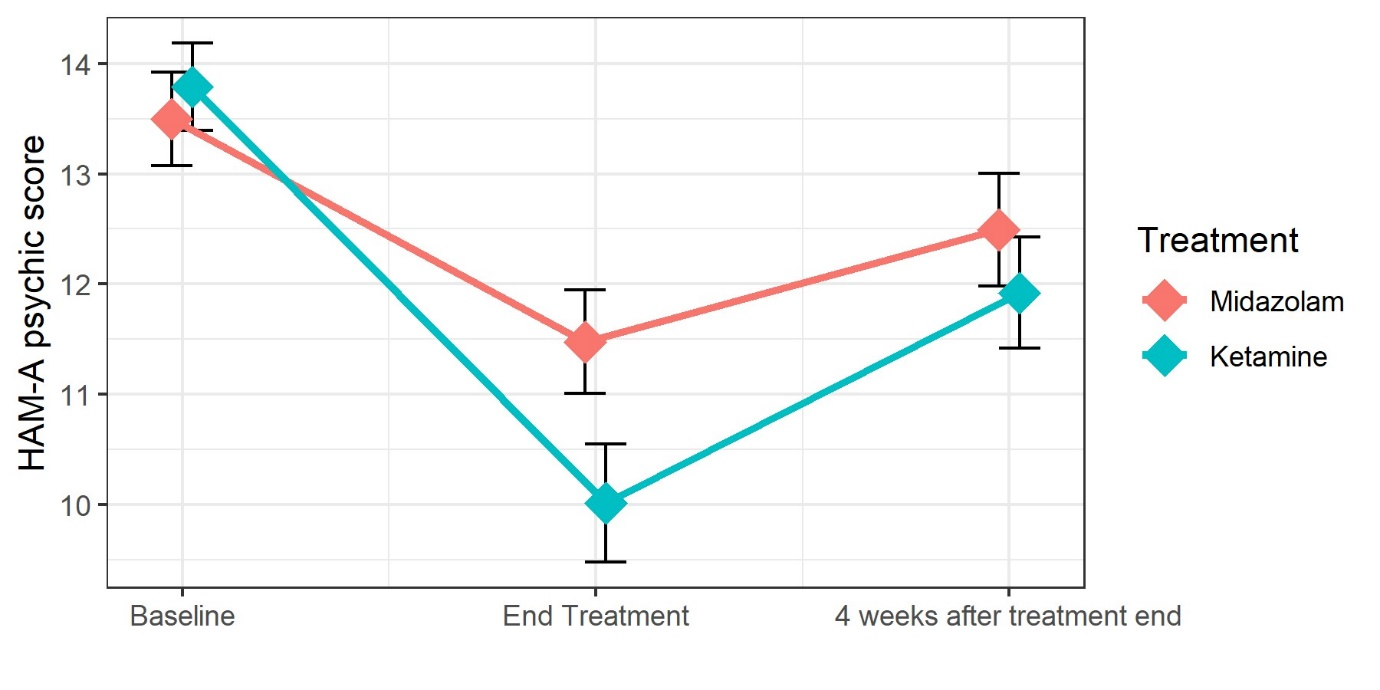 HAM-A psychic score
14
13
12
11
10
Baseline
End Treatment
4 weeks after treatment end
Treatment
Midazolam
Ketamine